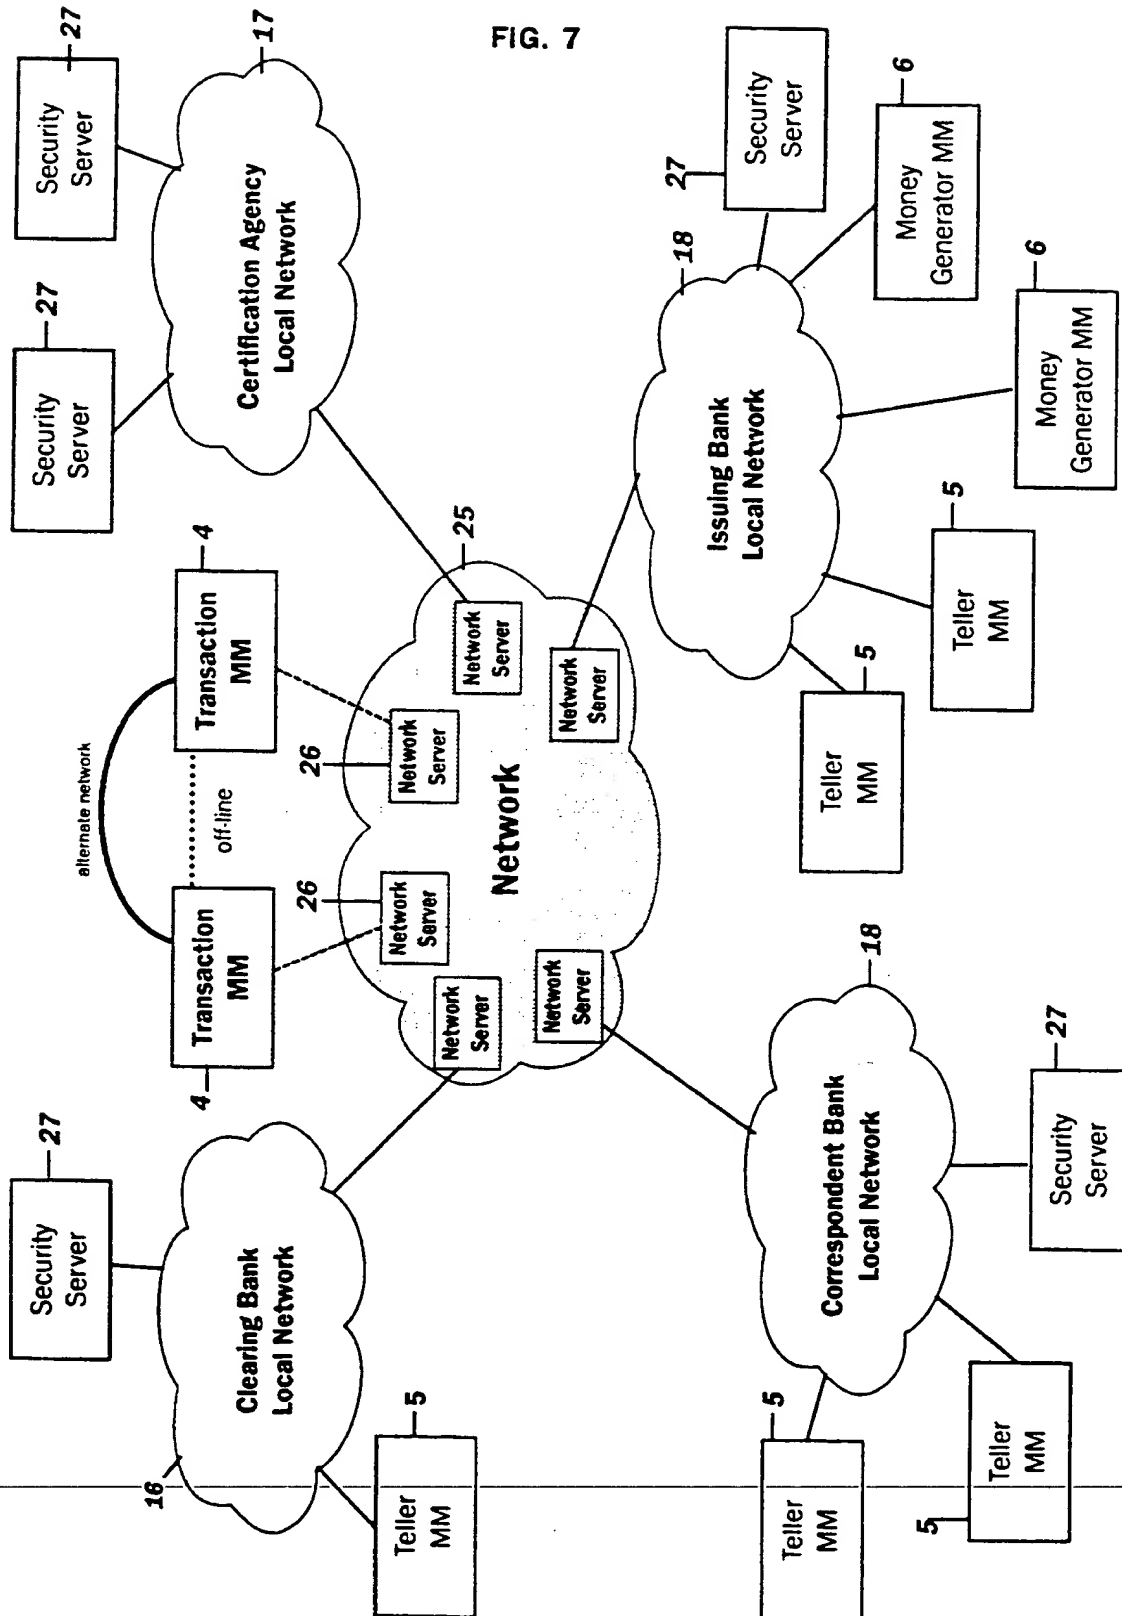 FIG. 7
27
Security
Server
27
Security
Server
17
Certification Agency
Local Network
alternate network
off-line
4
Transaction
MM
4
Transaction
MM
27
Security
Server
16
Clearing Bank
Local Network
5
Teller
MM
25
Network
26
Network
Server
26
Network
Server
Network
Server
Network
Server
Network
Server
Network
Server
18
Issuing Bank
Local Network
27
Security
Server
6
Money
Generator MM
6
Money
Generator MM
5
Teller
MM
5
Teller
MM
18
Correspondent Bank
Local Network
27
Security
Server
5
Teller
MM
5
Teller
MM